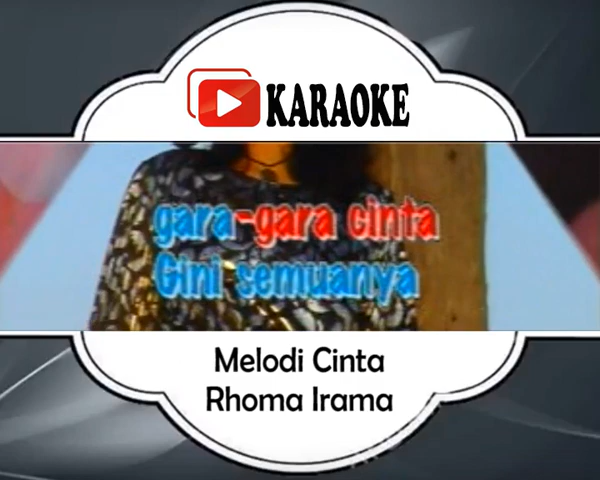 KARAOKE
gara-gara cinta
Gini semuanya
Melodi Cinta
Rhoma Irama